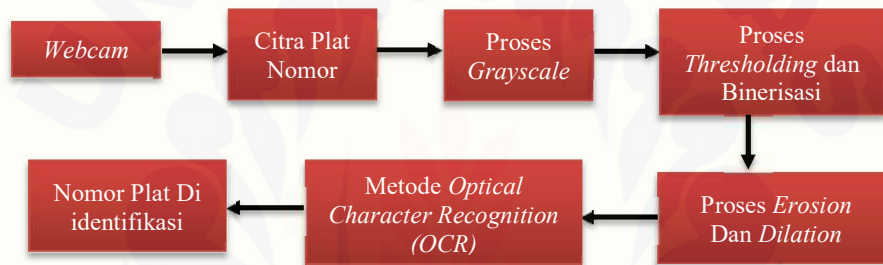 Webcam
Citra Plat
Nomor
Proses
Grayscale
Proses
Thresholding dan
Binerisasi
Proses Erosion
Dan Dilation
Metode Optical
Character Recognition
(OCR)
Nomor Plat Di
identifikasi